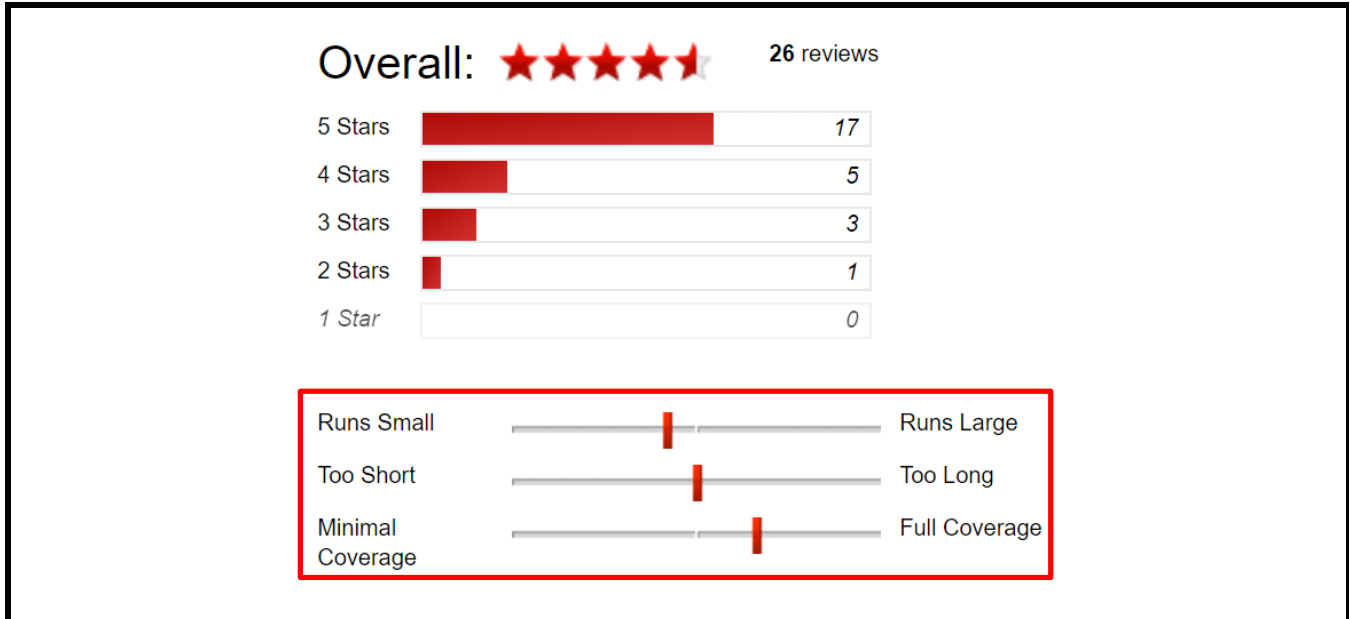 Overall: 26 reviews
5 Stars 17
4 Stars 5
3 Stars 3
2 Stars 1
1 Star 0
Runs Small Runs Large
Too Short Too Long
Minimal Coverage Full Coverage